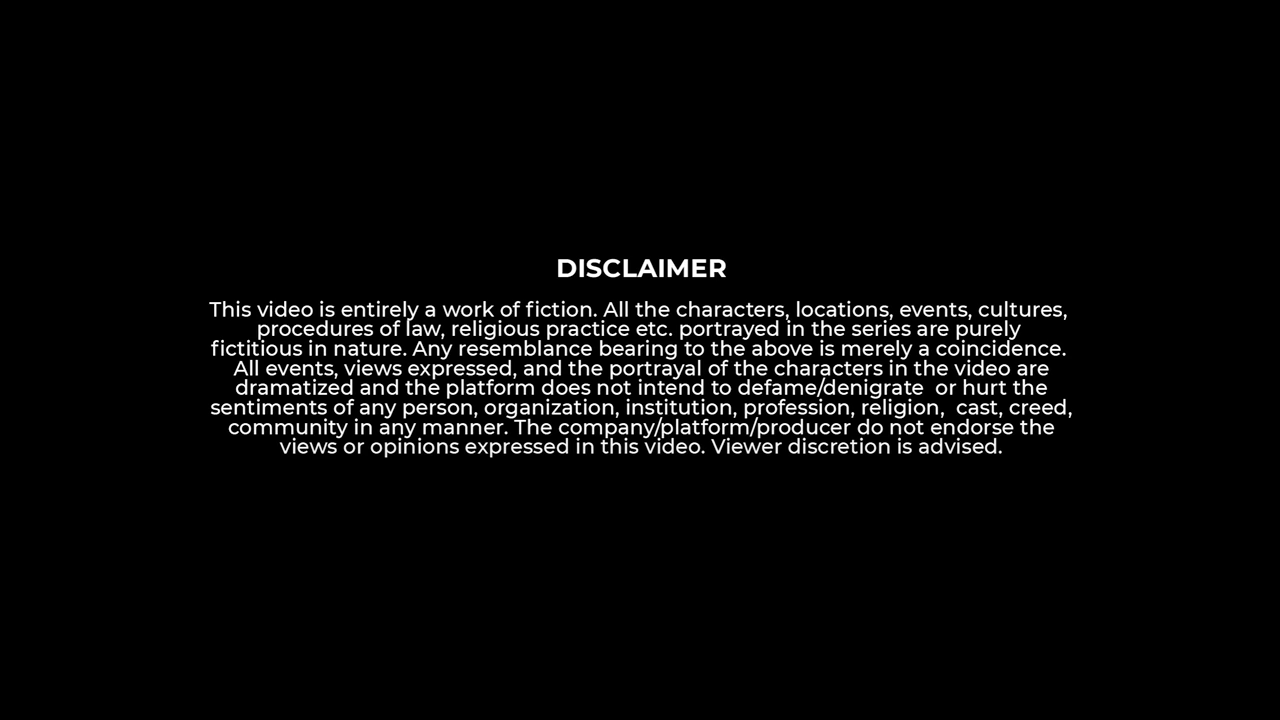 DISCLAIMER
This video is entirely a work of fiction. All the characters, locations, events, cultures,
procedures of law, religious practice etc. portrayed in the series are purely
fictitious in nature. Any resemblance bearing to the above is merely a coincidence.
All events, views expressed, and the portrayal of the characters in the video are
dramatized and the platform does not intend to defame/denigrate  or hurt the
sentiments of any person, organization, institution, profession, religion,  cast, creed,
community in any manner. The company/platform/producer do not endorse the
views or opinions expressed in this video. Viewer discretion is advised.